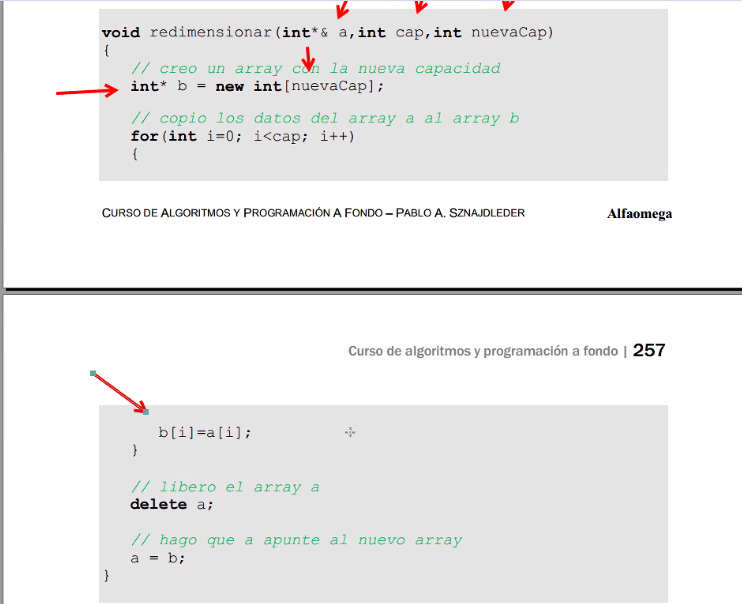 void redimensionar(int*& a,int cap,int nuevaCap)
{
// creo un array con la nueva capacidad
int* b = new int[nuevaCap];
// copio los datos del array a al array b
for(int i=0; i<cap; i++)
{
CURSO DE ALGORITMOS Y PROGRAMACIÓN A FONDO – PABLO A. SZNAJDLEDER Alfaomega
Curso de algoritmos y programación a fondo | 257
b[i]=a[i];
}
// libero el array a
delete a;
// hago que a apunte al nuevo array
a = b;
}